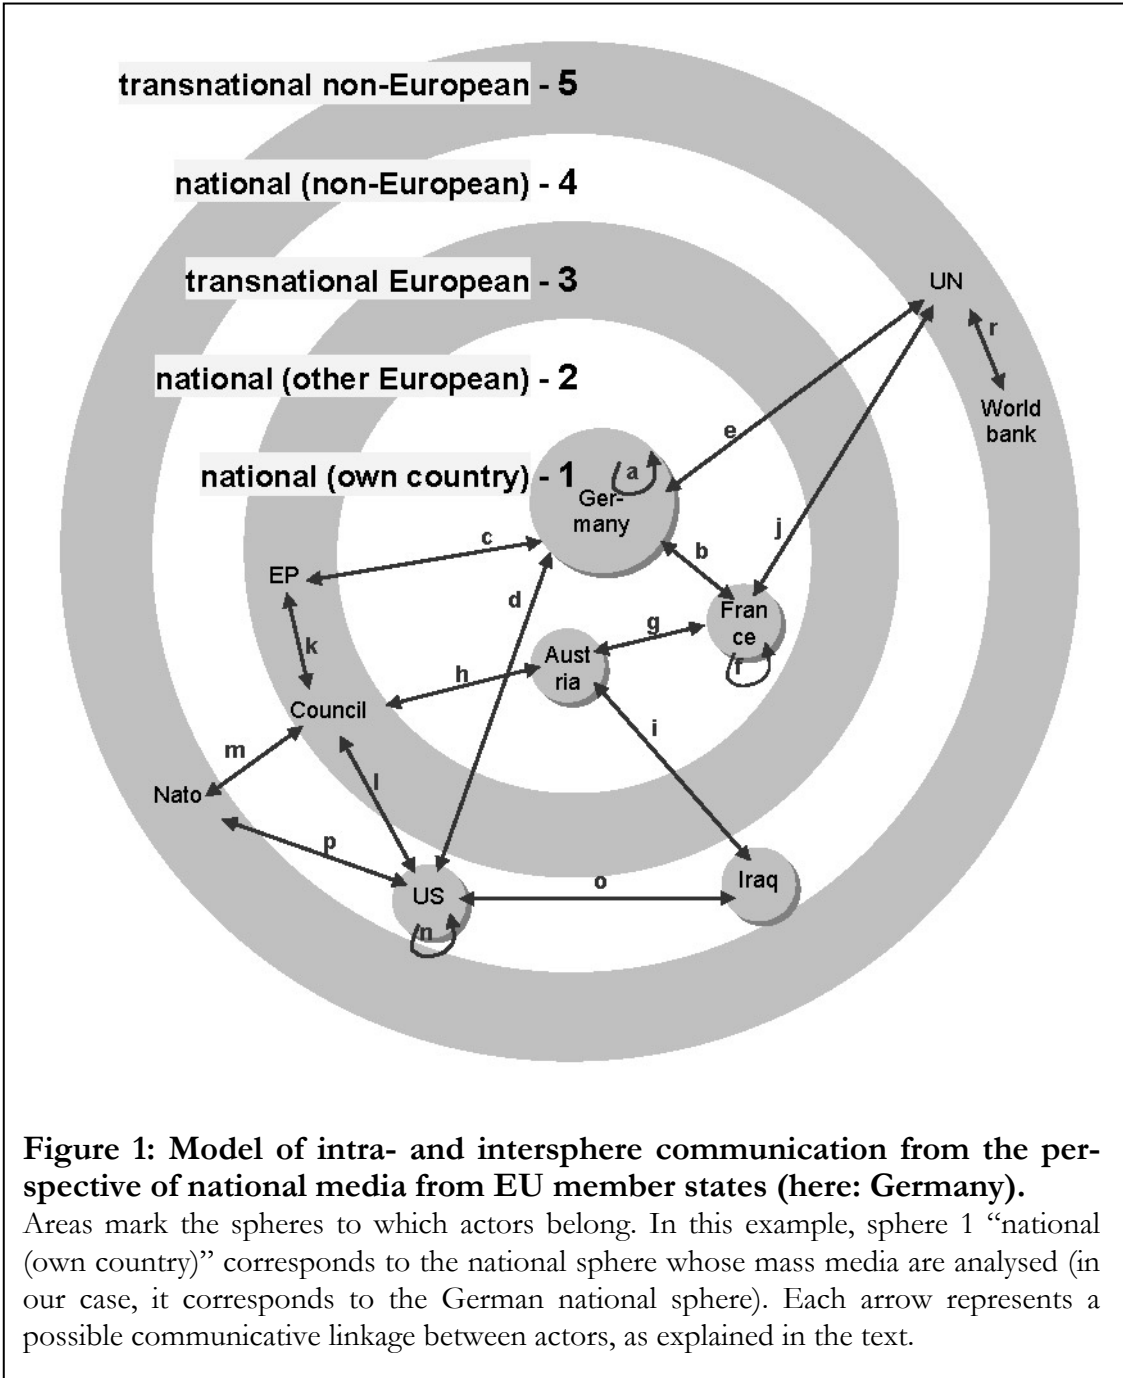 transnational non-European - 5
national (non-European) - 4
transnational European - 3
UN
r
national (other European) - 2
World
bank
e
national (own country) - 1
a
Ger-
many
j
c
b
EP
d
Fran
ce
g
f
k
Aust
ria
h
Council
i
m
l
Nato
p
US
o
Iraq
n
Figure 1: Model of intra- and intersphere communication from the per-
spective of national media from EU member states (here: Germany).
Areas mark the spheres to which actors belong. In this example, sphere 1 “national
(own country)” corresponds to the national sphere whose mass media are analysed (in
our case, it corresponds to the German national sphere). Each arrow represents a
possible communicative linkage between actors, as explained in the text.